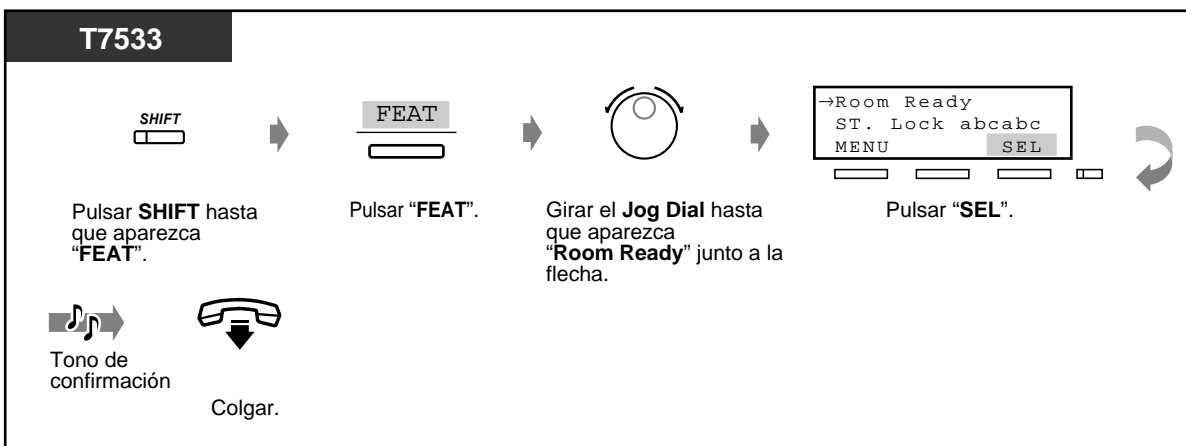 T7533
SHIFT
FEAT
→Room Ready
ST. Lock abcabc
MENU SEL
Pulsar SHIFT hasta
que aparezca
“FEAT”.
Pulsar “FEAT”.
Girar el Jog Dial hasta
que aparezca
“Room Ready” junto a la
flecha.
Pulsar “SEL”.
Tono de
confirmación
Colgar.